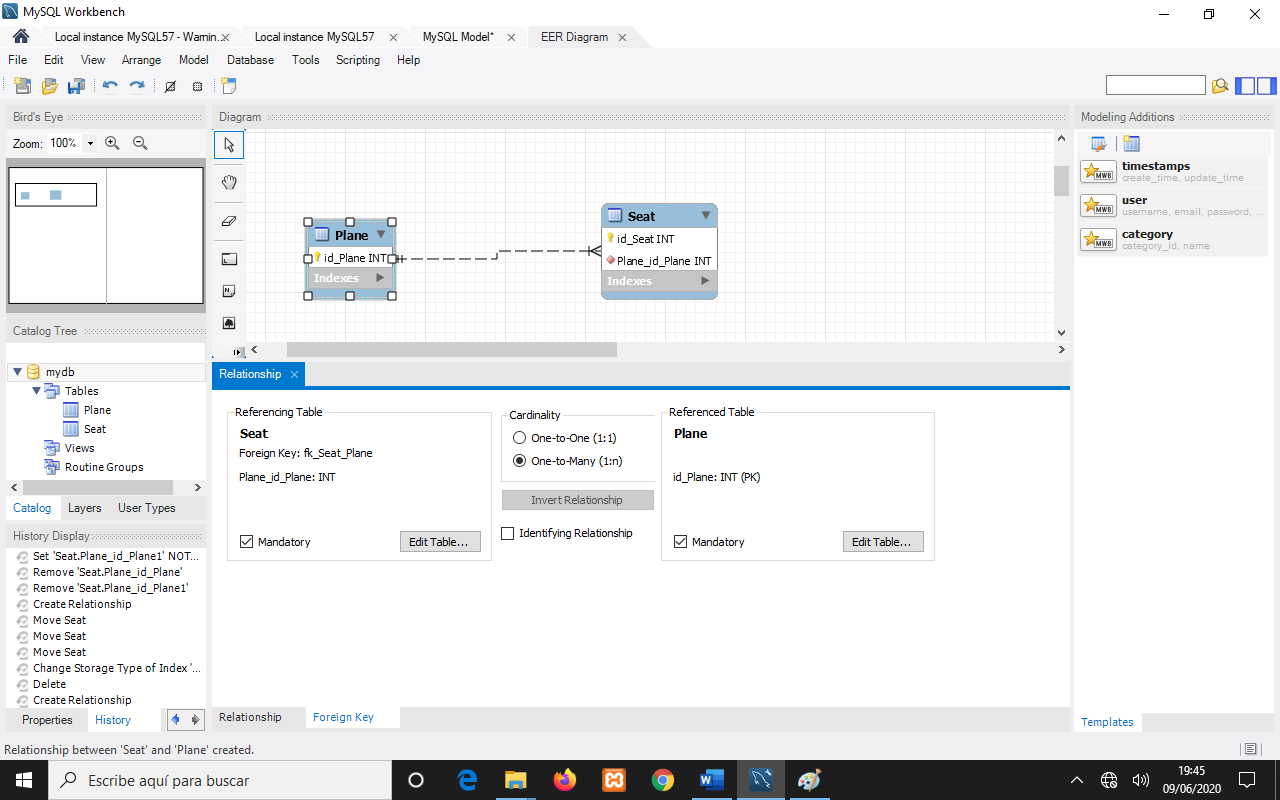 MySQL Workbench
Local instance MySQL57 - Warnin... Local instance MySQL57 MySQL Model* EER Diagram
File Edit View Arrange Model Database Tools Scripting Help
Bird's Eye
Zoom: 100%
Catalog Tree
mydb
Tables
Plane
Seat
Views
Routine Groups
Catalog Layers User Types
History Display
Set 'Seat.Plane_id_Plane1' NOT...
Remove 'Seat.Plane_id_Plane'
Remove 'Seat.Plane_id_Plane1'
Create Relationship
Move Seat
Move Seat
Move Seat
Change Storage Type of Index '...
Delete
Create Relationship
Properties History
Diagram
Plane
id_Plane INT
Indexes
Seat
id_Seat INT
Plane_id_Plane INT
Indexes
Relationship
Referencing Table
Seat
Foreign Key: fk_Seat_Plane
Plane_id_Plane: INT
Mandatory Edit Table...
Cardinality
One-to-One (1:1)
One-to-Many (1:n)
Invert Relationship
Identifying Relationship
Referenced Table
Plane
id_Plane: INT (PK)
Mandatory Edit Table...
Relationship Foreign Key
Modeling Additions
MWB
timestamps
create_time, update_time
MWB
user
username, email, password, ...
MWB
category
category_id, name
Templates
Relationship between 'Seat' and 'Plane' created.
Escribe aquí para buscar
19:45
09/06/2020